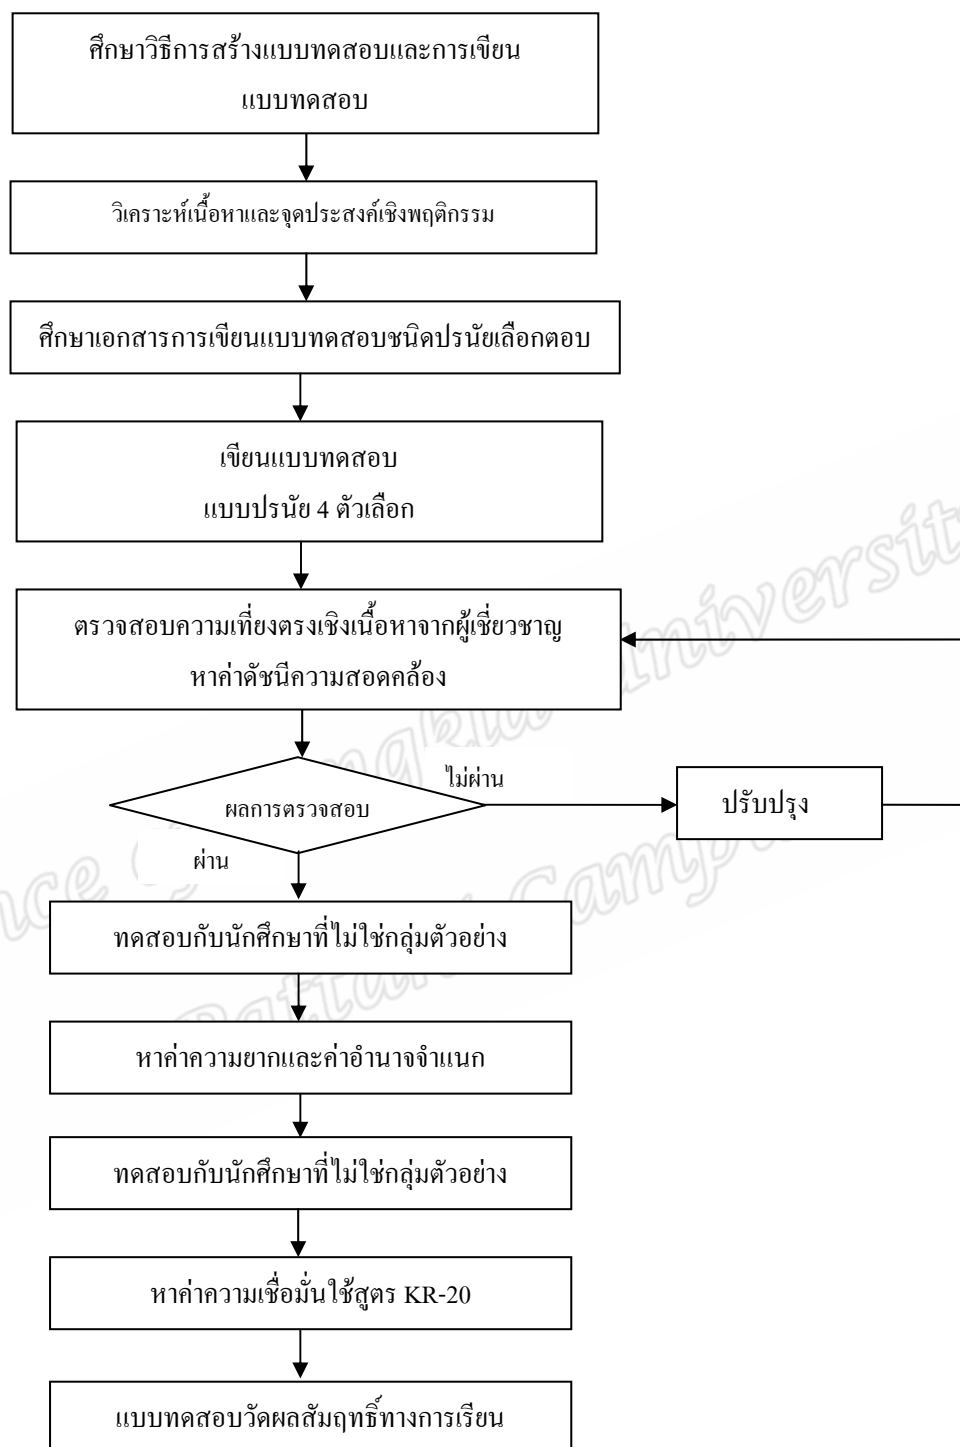 ศึกษาวิธีการสร้างแบบทดสอบและการเขียน
แบบทดสอบ
วิเคราะห์เนื้อหาและจุดประสงค์เชิงพฤติกรรม
ศึกษาเอกสารการเขียนแบบทดสอบชนิดปรนัยเลือกตอบ
เขียนแบบทดสอบ
แบบปรนัย 4 ตัวเลือก
ตรวจสอบความเที่ยงตรงเชิงเนื้อหาจากผู้เชี่ยวชาญ
หาค่าดัชนีความสอดคล้อง
ไม่ผ่าน
ผลการตรวจสอบ
ปรับปรุง
ผ่าน
ทดสอบกับนักศึกษาที่ไม่ใช่กลุ่มตัวอย่าง
หาค่าความยากและค่าอำนาจจำแนก
ทดสอบกับนักศึกษาที่ไม่ใช่กลุ่มตัวอย่าง
หาค่าความเชื่อมั่นใช้สูตร KR-20
แบบทดสอบวัดผลสัมฤทธิ์ทางการเรียน